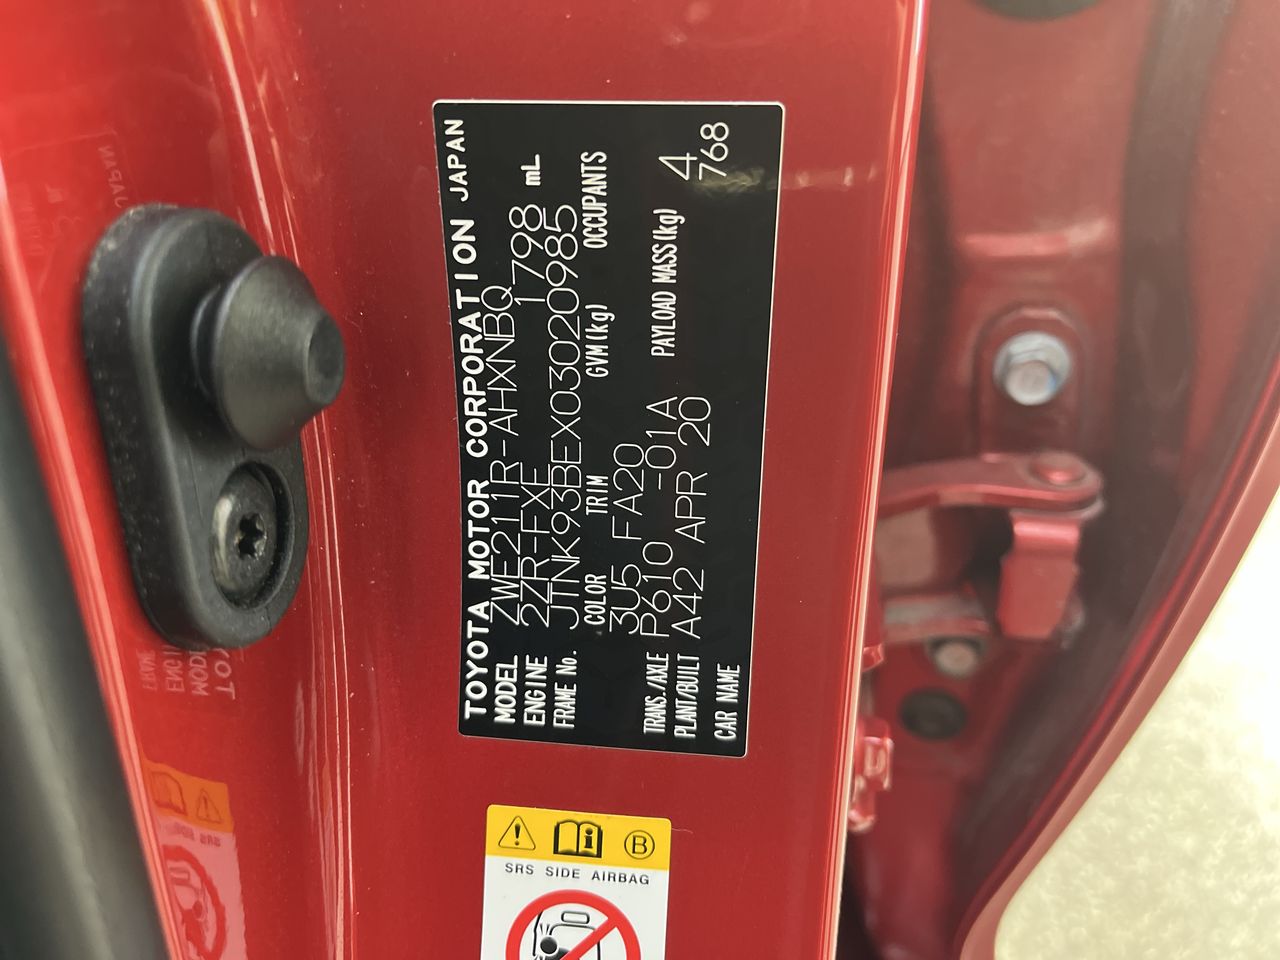 TOYOTA MOTOR CORPORATION JAPAN
MODEL ZWE211R-AHXNBQ
ENGINE 2ZR-FXE 1 798 mL
FRAME No. JTNK93BEX03020985
COLOR TRIM GVM(kg) OCCUPANTS
3U5 FA20 4
TRANS./AXLE P610 -01A PAYLOAD MASS(kg) 768
PLANT/BUILT A42 APR 20
CAR NAME
B
SRS SIDE AIRBAG